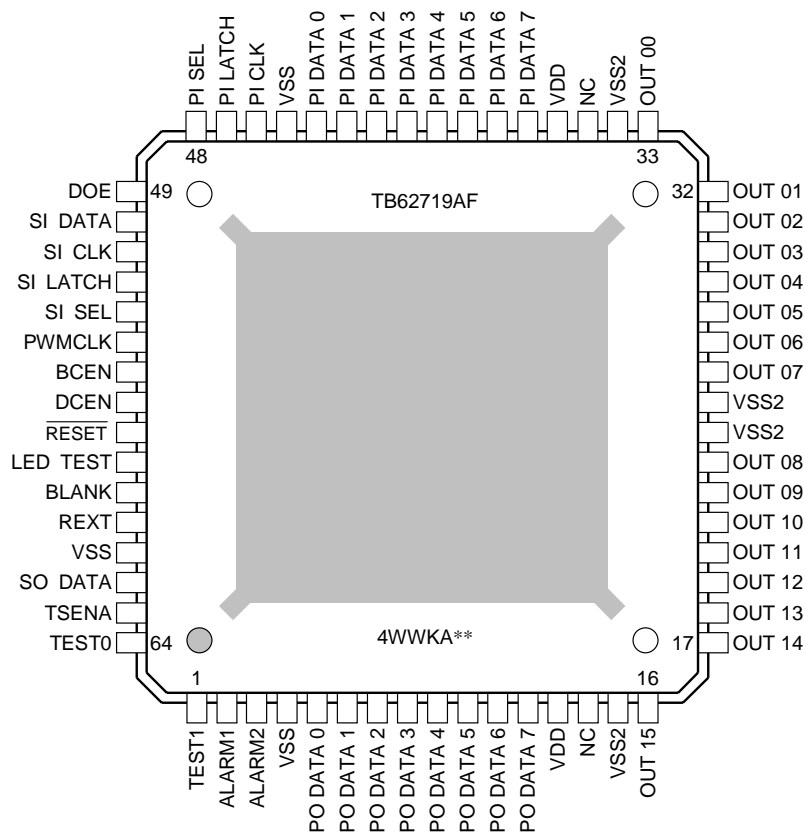 PI SEL
PI LATCH
PI CLK
VSS
PI DATA 0
PI DATA 1
PI DATA 2
PI DATA 3
PI DATA 4
PI DATA 5
PI DATA 6
PI DATA 7
VDD
NC
VSS2
OUT 00
48
33
DOE
SI DATA
SI CLK
SI LATCH
SI SEL
PWMCLK
BCEN
DCEN
RESET
LED TEST
BLANK
REXT
VSS
SO DATA
TSENA
TEST0
49
64
TB62719AF
4WWKA**
32
17
OUT 01
OUT 02
OUT 03
OUT 04
OUT 05
OUT 06
OUT 07
VSS2
VSS2
OUT 08
OUT 09
OUT 10
OUT 11
OUT 12
OUT 13
OUT 14
1
16
TEST1
ALARM1
ALARM2
VSS
PO DATA 0
PO DATA 1
PO DATA 2
PO DATA 3
PO DATA 4
PO DATA 5
PO DATA 6
PO DATA 7
VDD
NC
VSS2
OUT 15